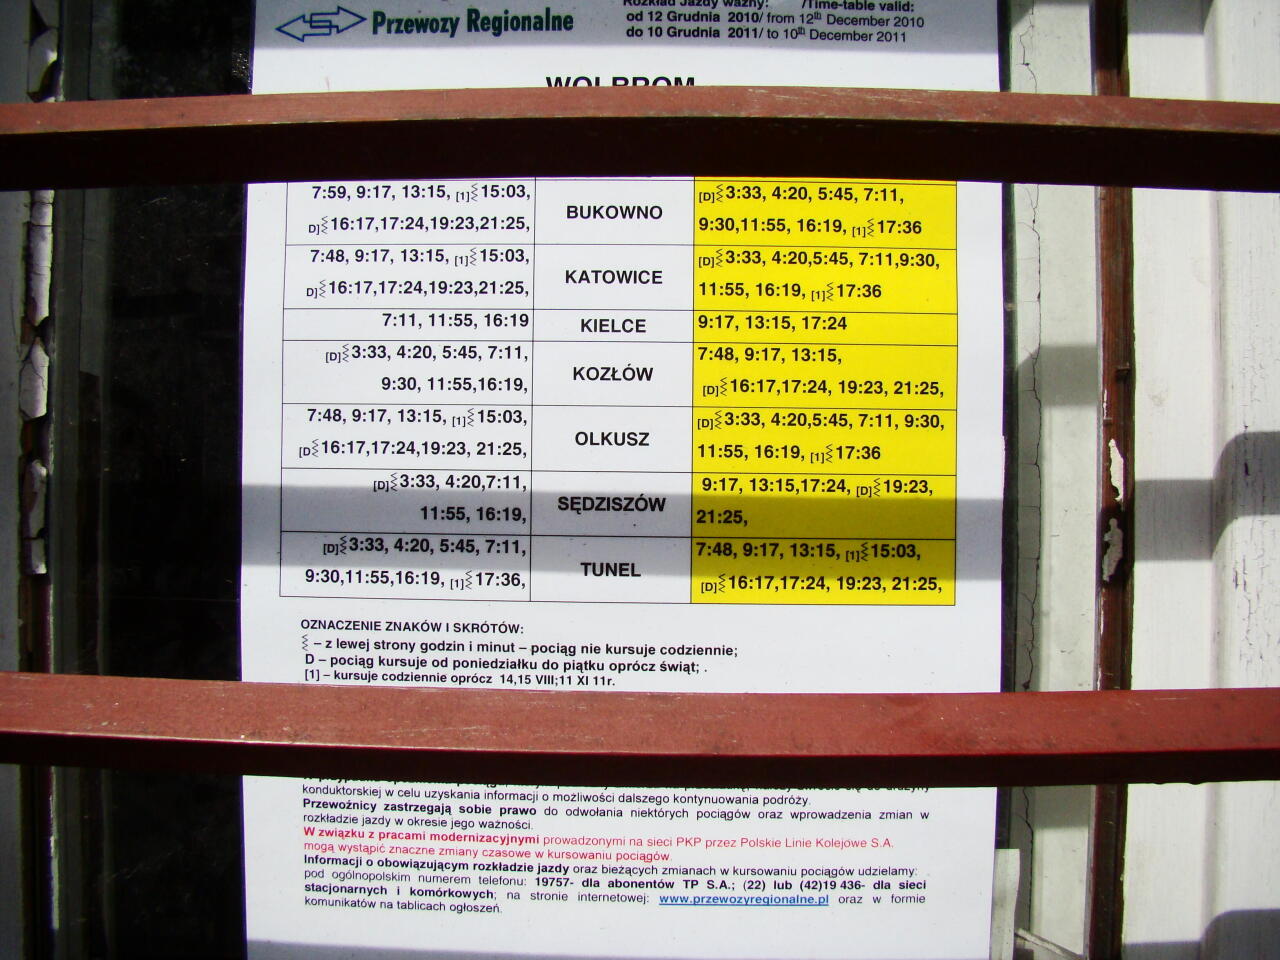 Przewozy Regionalne
Rozkład Jazdy ważny: /Time-table valid:
od 12 Grudnia 2010/ from 12th December 2010
do 10 Grudnia 2011/ to 10th December 2011
WOLBROM
7:59, 9:17, 13:15, [1]⌇15:03,
D]⌇16:17,17:24,19:23,21:25,
BUKOWNO
[D]⌇3:33, 4:20, 5:45, 7:11,
9:30,11:55, 16:19, [1]⌇17:36
7:48, 9:17, 13:15, [1]⌇15:03,
D]⌇16:17,17:24,19:23,21:25,
KATOWICE
[D]⌇3:33, 4:20,5:45, 7:11,9:30,
11:55, 16:19, [1]⌇17:36
7:11, 11:55, 16:19
KIELCE
9:17, 13:15, 17:24
[D]⌇3:33, 4:20, 5:45, 7:11,
9:30, 11:55,16:19,
KOZŁÓW
7:48, 9:17, 13:15,
[D]⌇16:17,17:24, 19:23, 21:25,
7:48, 9:17, 13:15, [1]⌇15:03,
[D]⌇16:17,17:24,19:23, 21:25,
OLKUSZ
[D]⌇3:33, 4:20,5:45, 7:11, 9:30,
11:55, 16:19, [1]⌇17:36
[D]⌇3:33, 4:20,7:11,
11:55, 16:19,
SĘDZISZÓW
9:17, 13:15,17:24, [D]⌇19:23,
21:25,
[D]⌇3:33, 4:20, 5:45, 7:11,
9:30,11:55,16:19, [1]⌇17:36,
TUNEL
7:48, 9:17, 13:15, [1]⌇15:03,
[D]⌇16:17,17:24, 19:23, 21:25,
OZNACZENIE ZNAKÓW I SKRÓTÓW:
⌇ – z lewej strony godzin i minut – pociąg nie kursuje codziennie;
D – pociąg kursuje od poniedziałku do piątku oprócz świąt; .
[1] – kursuje codziennie oprócz 14,15 VIII;11 XI 11r.
konduktorskiej w celu uzyskania informacji o możliwości dalszego kontynuowania podróży.
Przewoźnicy zastrzegają sobie prawo do odwołania niektórych pociągów oraz wprowadzenia zmian w
rozkładzie jazdy w okresie jego ważności.
W związku z pracami modernizacyjnymi prowadzonymi na sieci PKP przez Polskie Linie Kolejowe S.A.
mogą wystąpić znaczne zmiany czasowe w kursowaniu pociągów.
Informacji o obowiązującym rozkładzie jazdy oraz bieżących zmianach w kursowaniu pociągów udzielamy:
pod ogólnopolskim numerem telefonu: 19757- dla abonentów TP S.A.; (22) lub (42)19 436- dla sieci
stacjonarnych i komórkowych; na stronie internetowej: www.przewozyregionalne.pl oraz w formie
komunikatów na tablicach ogłoszeń.